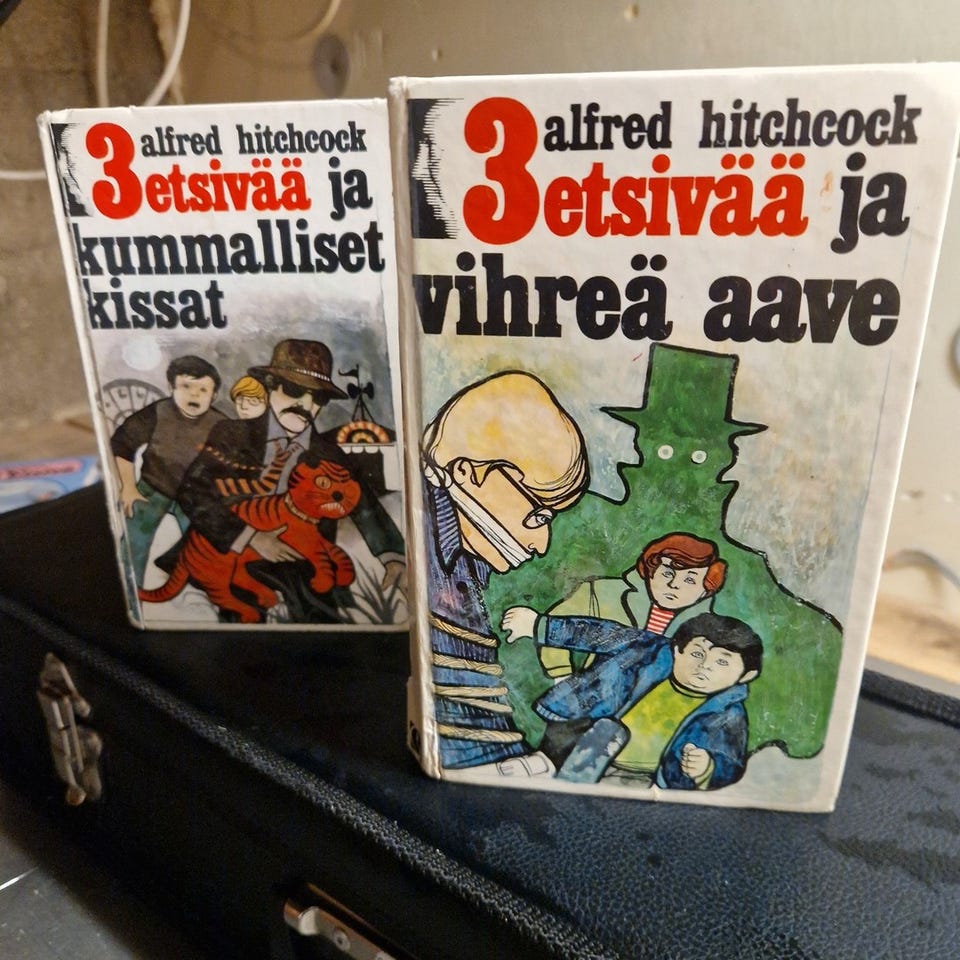 alfred hitchcock
3 etsivää ja
kummalliset
kissat
alfred hitchcock
3 etsivää ja
vihreä aave